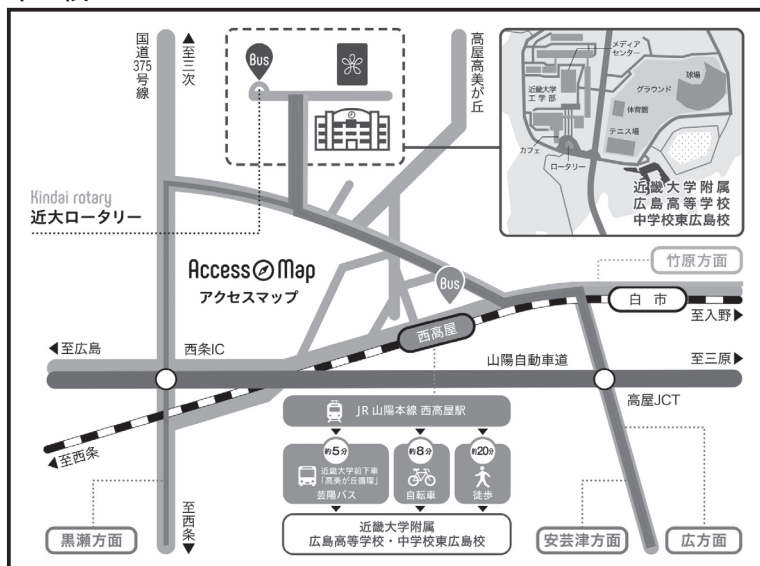 国道375号線
▲至三次
Bus
高屋高美が丘
メディアセンター
近畿大学
工学部
グラウンド
球場
体育館
テニス場
カフェ
ロータリー
近畿大学附属
広島高等学校
中学校東広島校
Kindai rotary
近大ロータリー
Access Map
アクセスマップ
Bus
竹原方面
白市
至入野▶
西高屋
◀至広島
西条IC
山陽自動車道
至三原▶
高屋JCT
◀至西条
JR 山陽本線 西高屋駅
約5分
約8分
約20分
近畿大学前下車
「高美が丘循環」
芸陽バス
自転車
徒歩
近畿大学附属
広島高等学校・中学校東広島校
黒瀬方面
至西条▼
安芸津方面
広方面